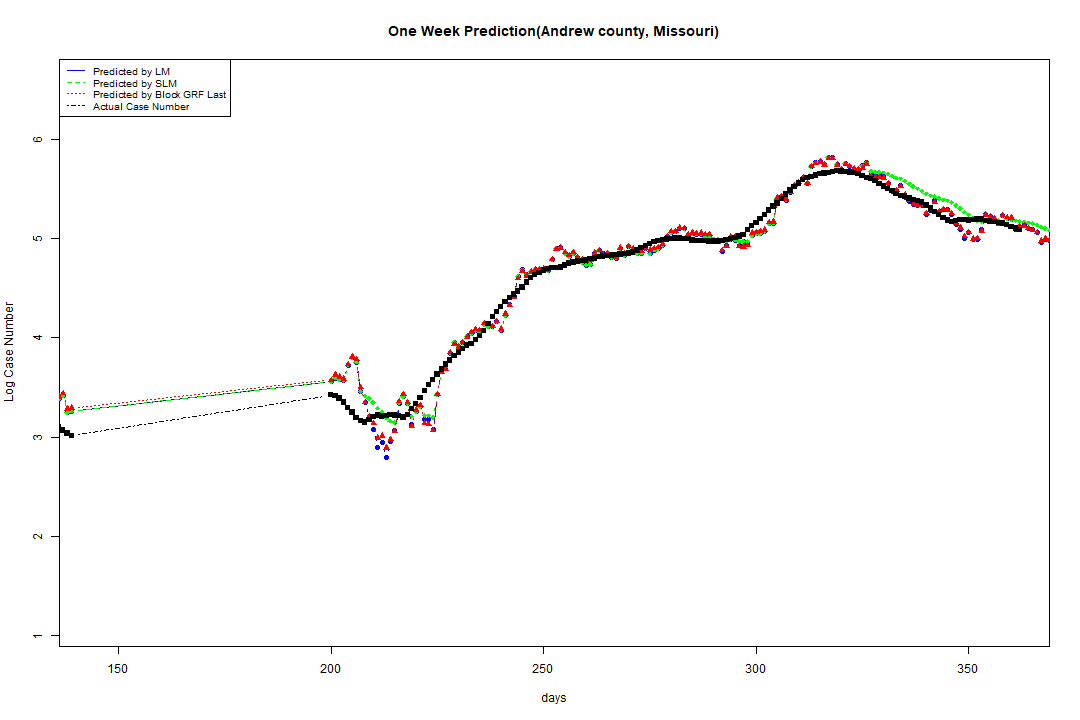 One Week Prediction(Andrew county, Missouri)
Predicted by LM
Predicted by SLM
Predicted by Block GRF Last
Actual Case Number
6
5
4
3
2
1
Log Case Number
150 200 250 300 350
days